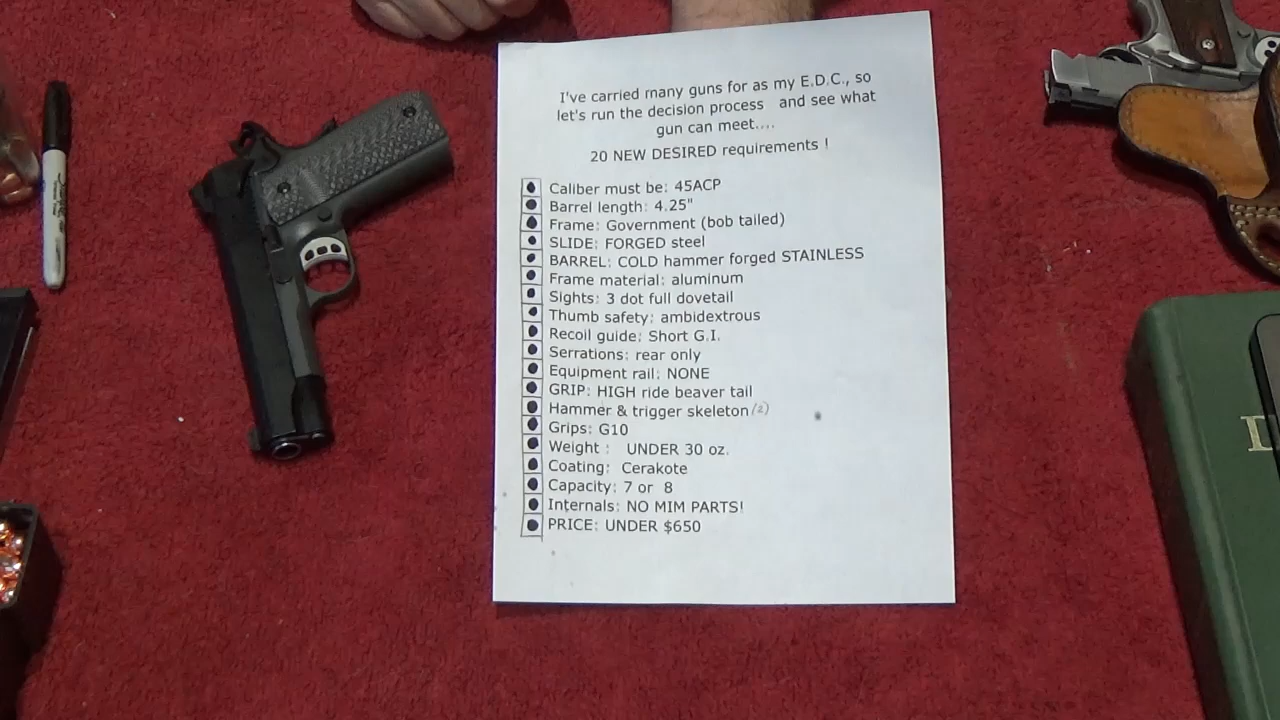 I've carried many guns for as my E.D.C., so
let's run the decision process and see what
gun can meet....
20 NEW DESIRED requirements !
Caliber must be: 45ACP
Barrel length: 4.25"
Frame: Government (bob tailed)
SLIDE: FORGED steel
BARREL: COLD hammer forged STAINLESS
Frame material: aluminum
Sights: 3 dot full dovetail
Thumb safety: ambidextrous
Recoil guide: Short G.I.
Serrations: rear only
Equipment rail: NONE
GRIP: HIGH ride beaver tail
Hammer & trigger skeleton (2)
Grips: G10
Weight : UNDER 30 oz.
Coating: Cerakote
Capacity: 7 or 8
Internals: NO MIM PARTS!
PRICE: UNDER $650